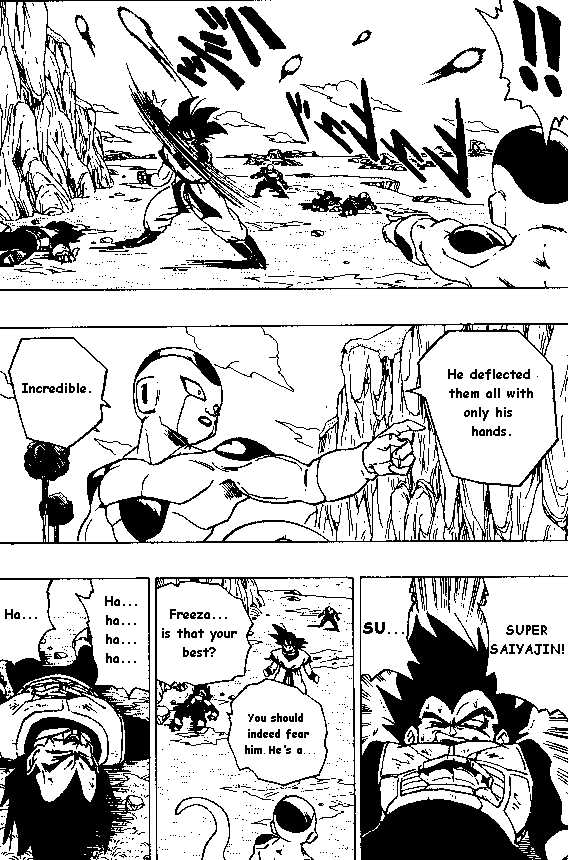 !!
Incredible.
He deflected
them all with
only his
hands.
Ha...
Ha...
ha...
ha...
ha...
Freeza...
is that your
best?
You should
indeed fear
him. He's a...
SU...
SUPER
SAIYAJIN!